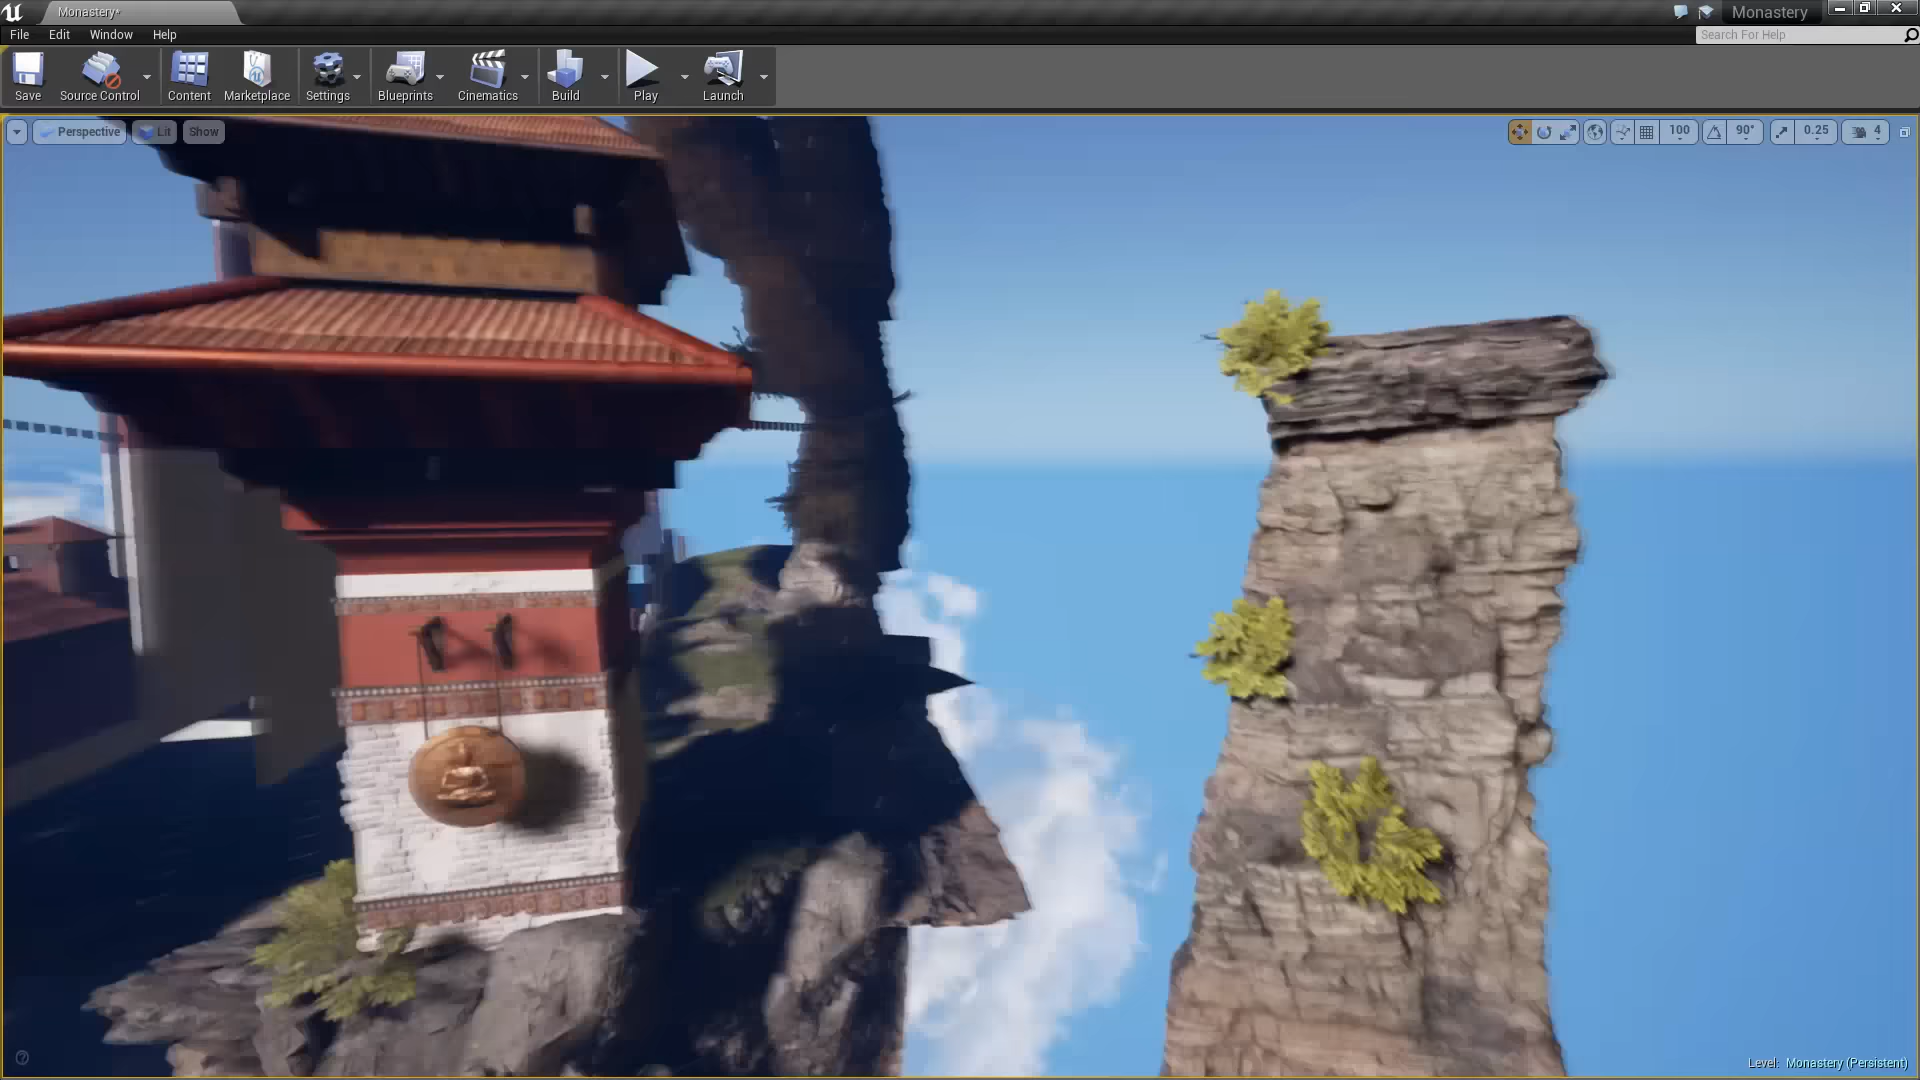 Monastery*
Monastery
File Edit Window Help
Search For Help
Save Source Control Content Marketplace Settings Blueprints Cinematics Build Play Launch
Perspective Lit Show
100 90° 0.25 4
Level: Monastery (Persistent)